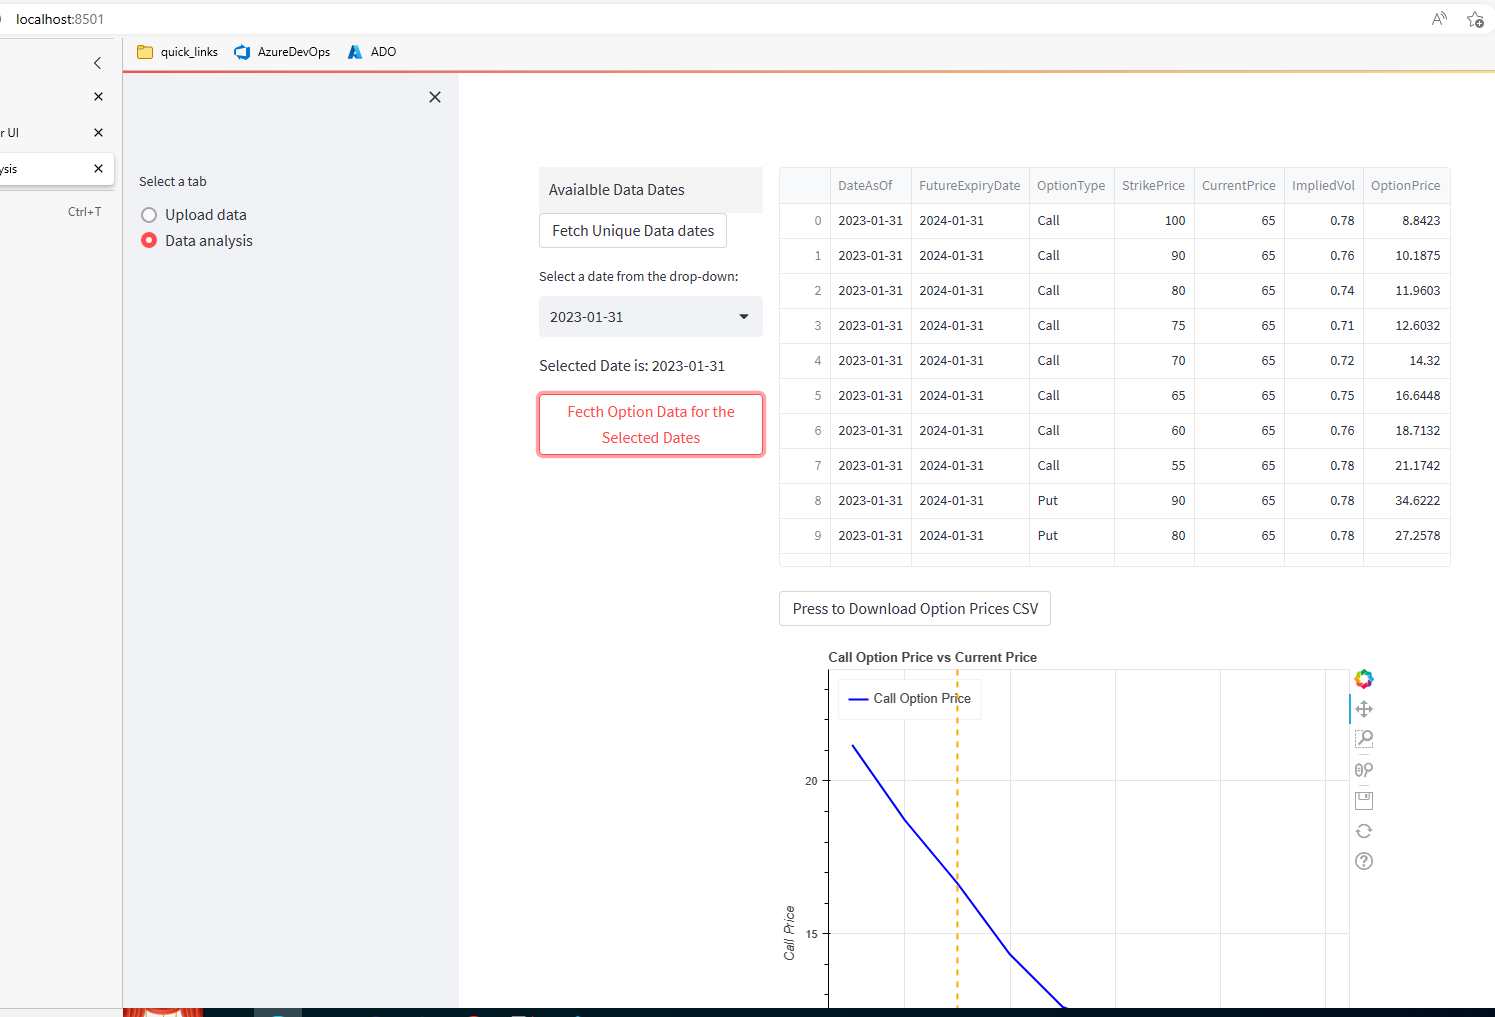 localhost:8501
quick_links AzureDevOps ADO
r UI
ysis
Ctrl+T
Select a tab
Upload data
Data analysis
Avaialble Data Dates
Fetch Unique Data dates
Select a date from the drop-down:
2023-01-31
Selected Date is: 2023-01-31
Fecth Option Data for the
Selected Dates
DateAsOf FutureExpiryDate OptionType StrikePrice CurrentPrice ImpliedVol OptionPrice
0 2023-01-31 2024-01-31 Call 100 65 0.78 8.8423
1 2023-01-31 2024-01-31 Call 90 65 0.76 10.1875
2 2023-01-31 2024-01-31 Call 80 65 0.74 11.9603
3 2023-01-31 2024-01-31 Call 75 65 0.71 12.6032
4 2023-01-31 2024-01-31 Call 70 65 0.72 14.32
5 2023-01-31 2024-01-31 Call 65 65 0.75 16.6448
6 2023-01-31 2024-01-31 Call 60 65 0.76 18.7132
7 2023-01-31 2024-01-31 Call 55 65 0.78 21.1742
8 2023-01-31 2024-01-31 Put 90 65 0.78 34.6222
9 2023-01-31 2024-01-31 Put 80 65 0.78 27.2578
Press to Download Option Prices CSV
Call Option Price vs Current Price
Call Option Price
20
15
Call Price